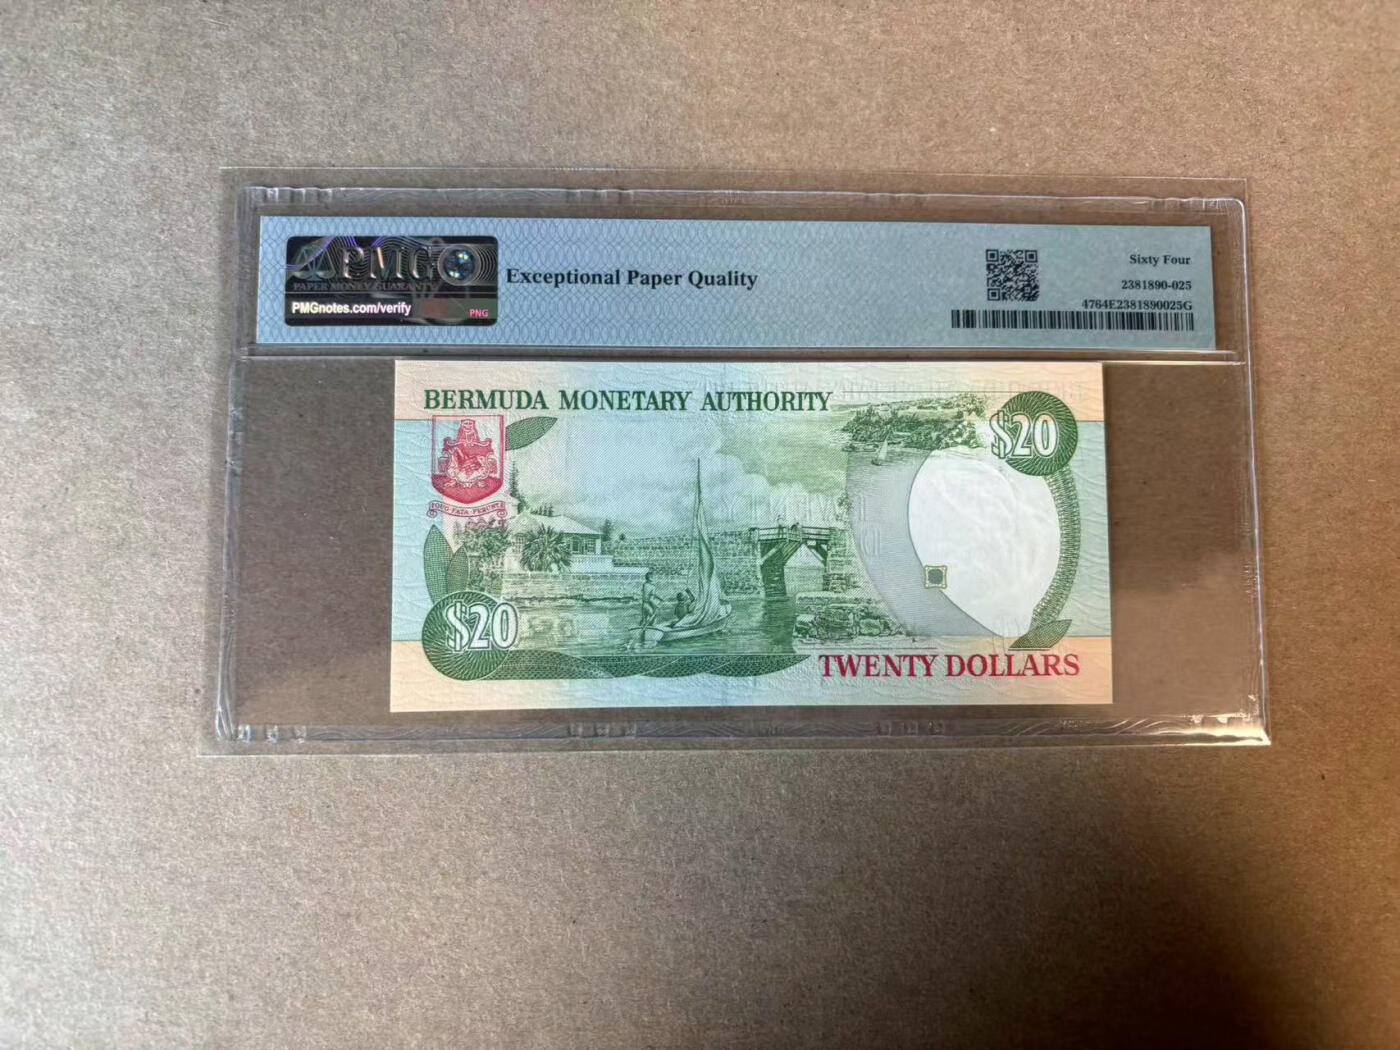 PMG
PAPER MONEY GUARANTY
PMGnotes.com/verify
PNG
Exceptional Paper Quality
Sixty Four
2381890-025
4764E2381890025G
BERMUDA MONETARY AUTHORITY
$20
QUO FATA FERUNT
$20
TWENTY DOLLARS